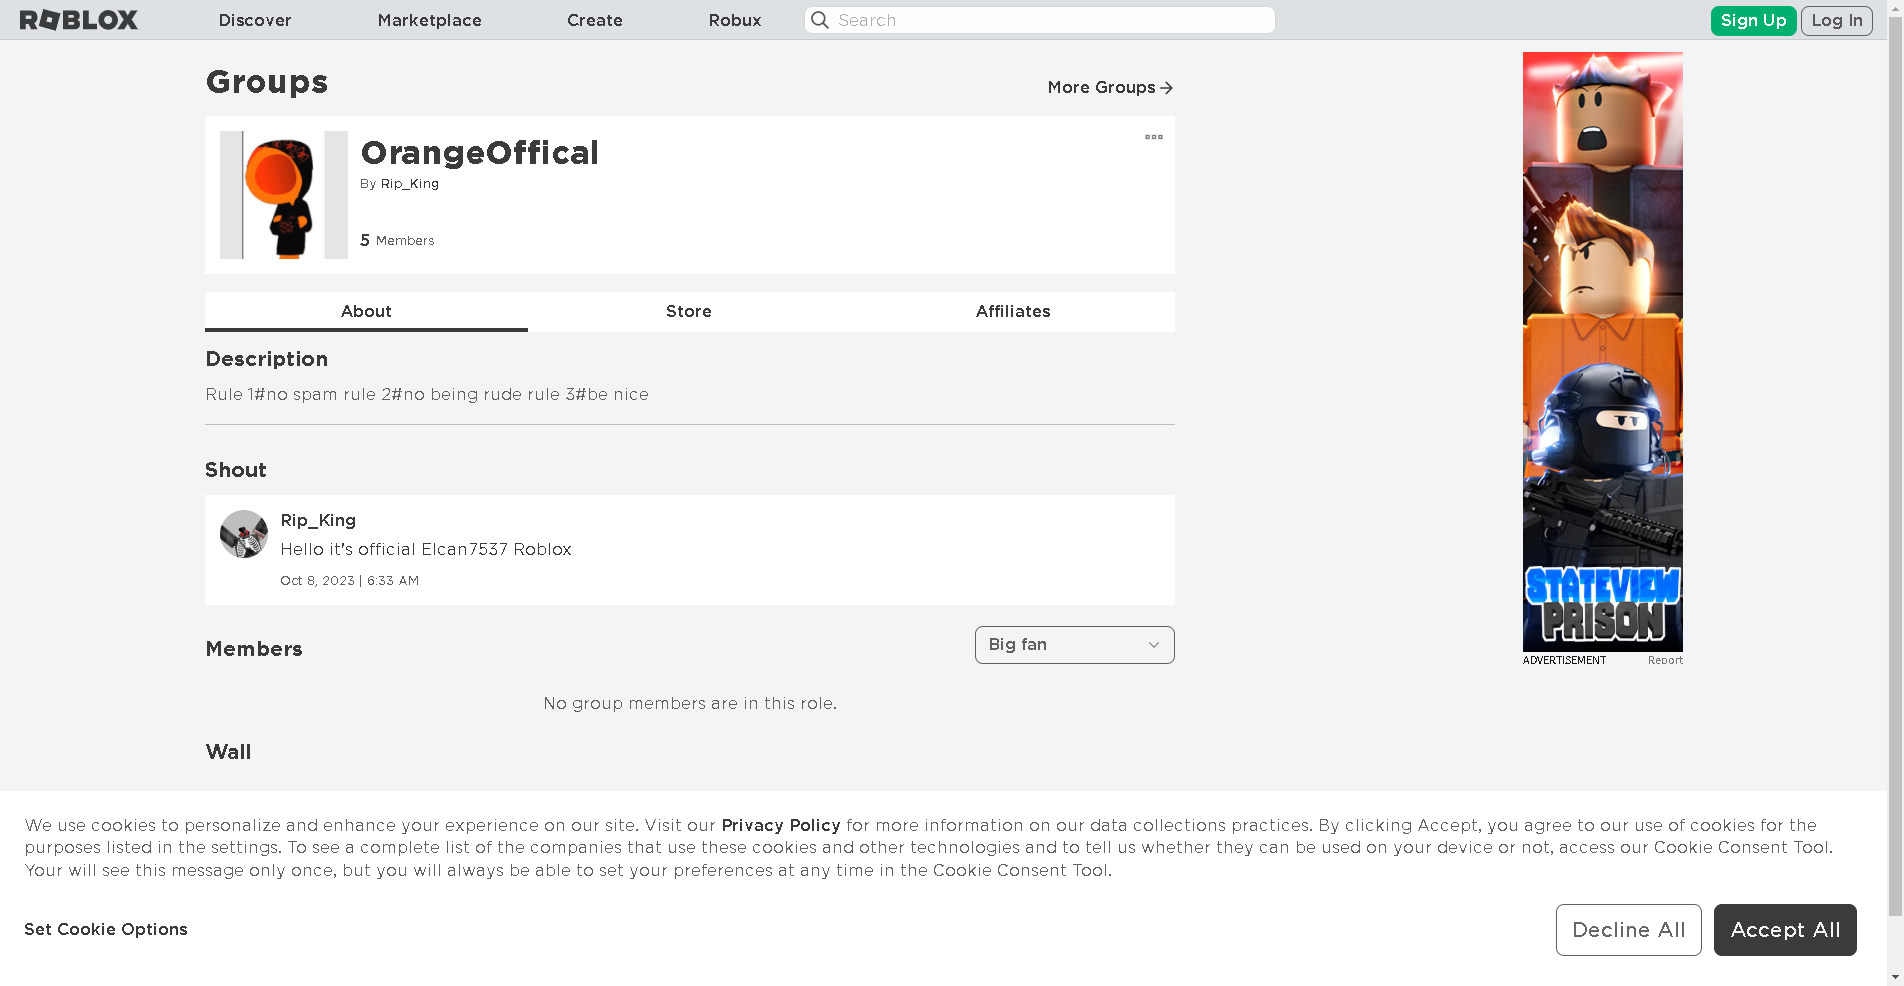 ROBLOX
Discover
Marketplace
Create
Robux
Search
Sign Up
Log In
Groups
More Groups
OrangeOffical
By Rip_King
5 Members
About
Store
Affiliates
Description
Rule 1#no spam rule 2#no being rude rule 3#be nice
Shout
Rip_King
Hello it's official Elcan7537 Roblox
Oct 8, 2023 | 6:33 AM
Members
Big fan
No group members are in this role.
Wall
STATEVIEW
PRISON
ADVERTISEMENT
Report
We use cookies to personalize and enhance your experience on our site. Visit our Privacy Policy for more information on our data collections practices. By clicking Accept, you agree to our use of cookies for the
purposes listed in the settings. To see a complete list of the companies that use these cookies and other technologies and to tell us whether they can be used on your device or not, access our Cookie Consent Tool.
Your will see this message only once, but you will always be able to set your preferences at any time in the Cookie Consent Tool.
Set Cookie Options
Decline All
Accept All